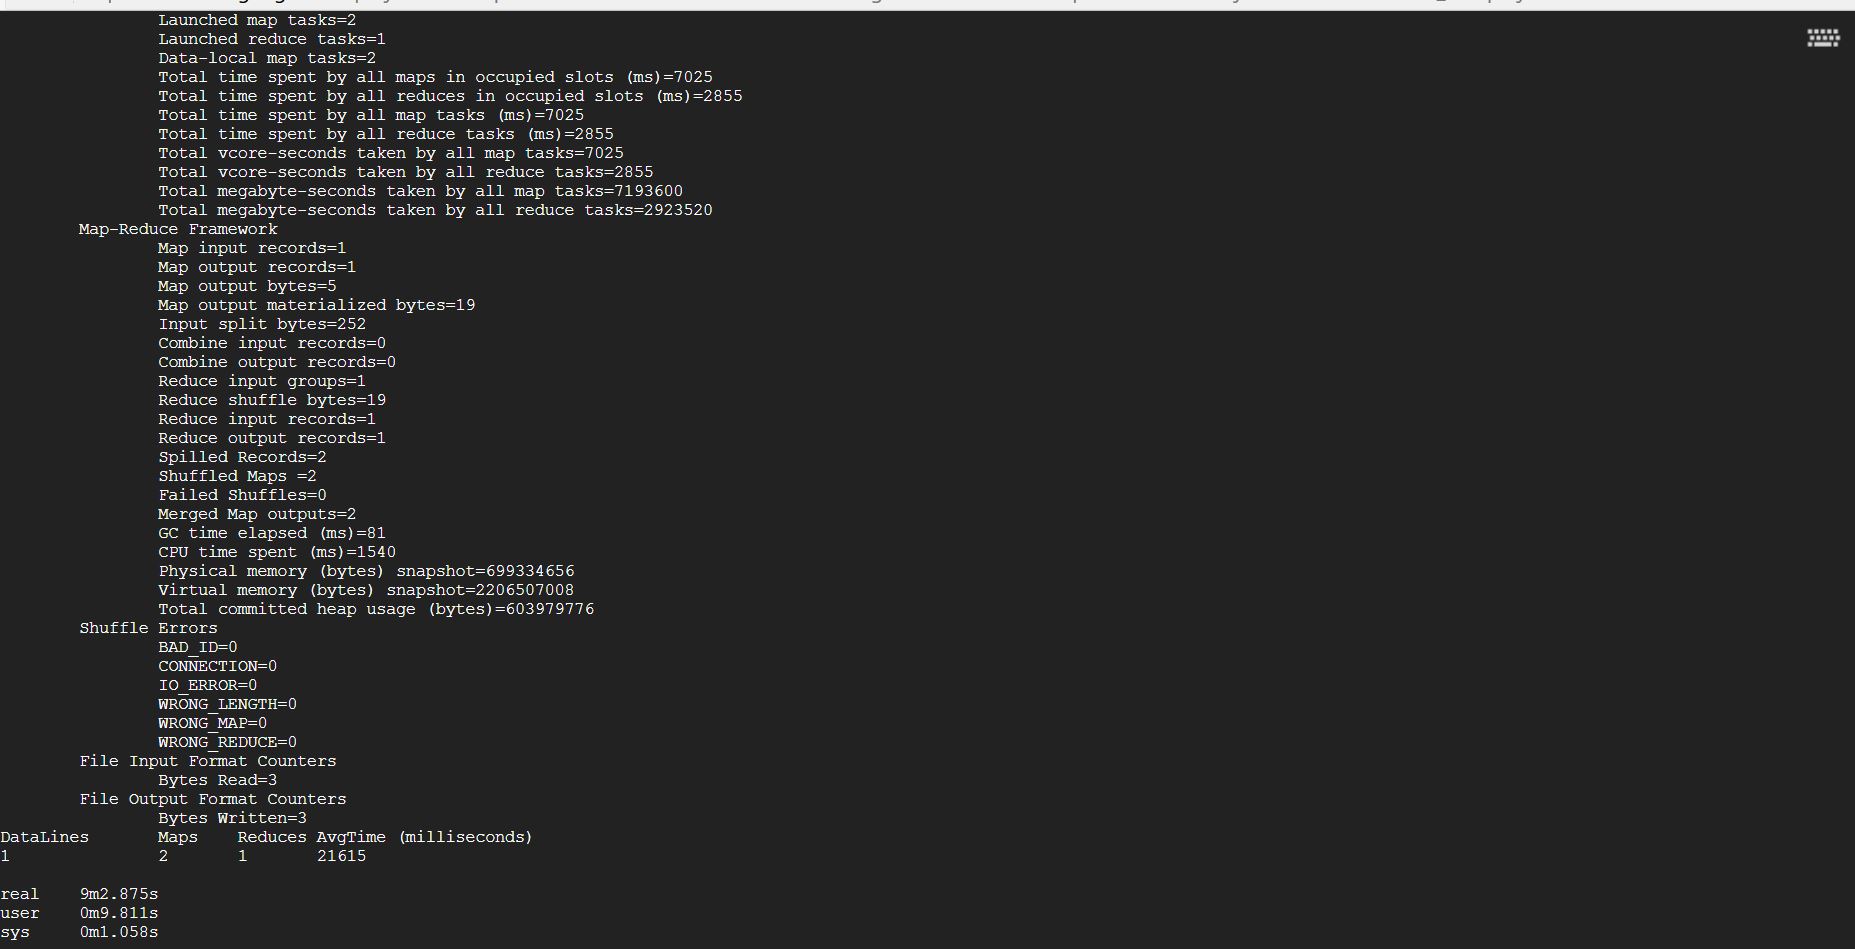 Launched map tasks=2
Launched reduce tasks=1
Data-local map tasks=2
Total time spent by all maps in occupied slots (ms)=7025
Total time spent by all reduces in occupied slots (ms)=2855
Total time spent by all map tasks (ms)=7025
Total time spent by all reduce tasks (ms)=2855
Total vcore-seconds taken by all map tasks=7025
Total vcore-seconds taken by all reduce tasks=2855
Total megabyte-seconds taken by all map tasks=7193600
Total megabyte-seconds taken by all reduce tasks=2923520
Map-Reduce Framework
Map input records=1
Map output records=1
Map output bytes=5
Map output materialized bytes=19
Input split bytes=252
Combine input records=0
Combine output records=0
Reduce input groups=1
Reduce shuffle bytes=19
Reduce input records=1
Reduce output records=1
Spilled Records=2
Shuffled Maps =2
Failed Shuffles=0
Merged Map outputs=2
GC time elapsed (ms)=81
CPU time spent (ms)=1540
Physical memory (bytes) snapshot=699334656
Virtual memory (bytes) snapshot=2206507008
Total committed heap usage (bytes)=603979776
Shuffle Errors
BAD_ID=0
CONNECTION=0
IO_ERROR=0
WRONG_LENGTH=0
WRONG_MAP=0
WRONG_REDUCE=0
File Input Format Counters
Bytes Read=3
File Output Format Counters
Bytes Written=3
DataLines Maps Reduces AvgTime (milliseconds)
1 2 1 21615
real 9m2.875s
user 0m9.811s
sys 0m1.058s